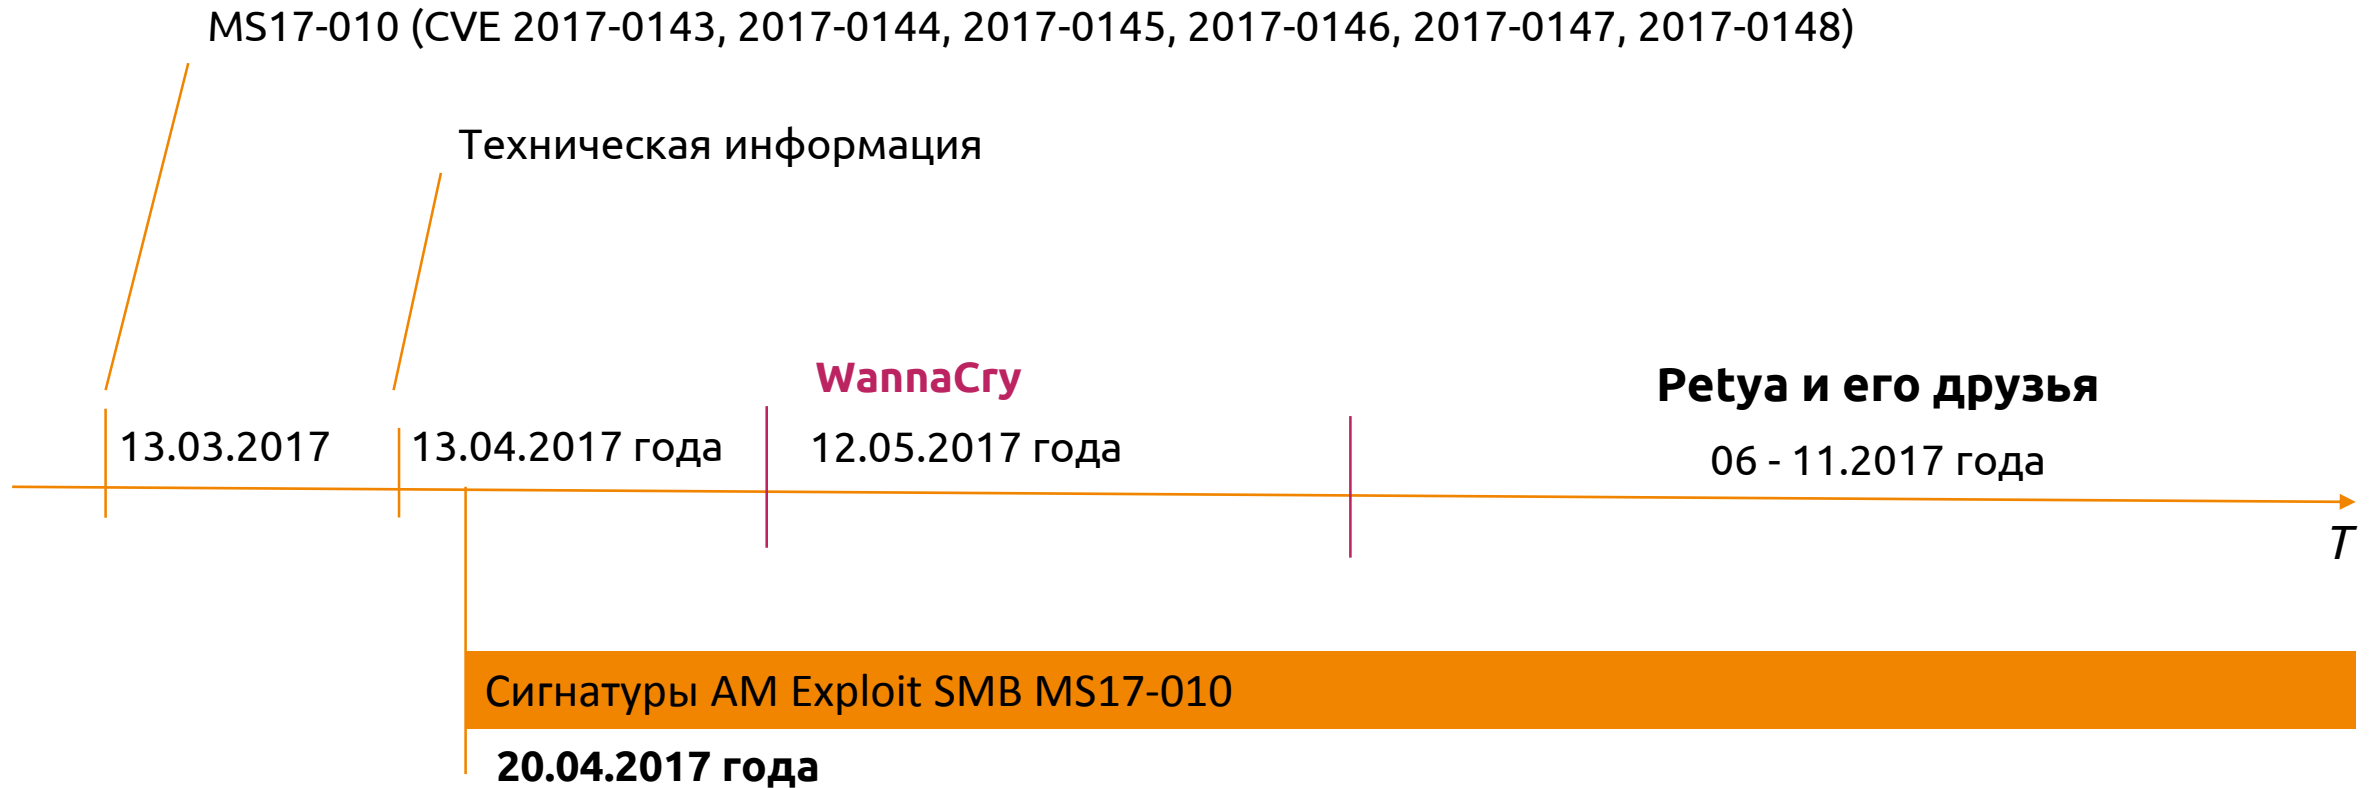 MS17-010 (CVE 2017-0143, 2017-0144, 2017-0145, 2017-0146, 2017-0147, 2017-0148)
Техническая информация
WannaCry
Petya и его друзья
13.03.2017
13.04.2017 года
12.05.2017 года
06 - 11.2017 года
T
Сигнатуры AM Exploit SMB MS17-010
20.04.2017 года